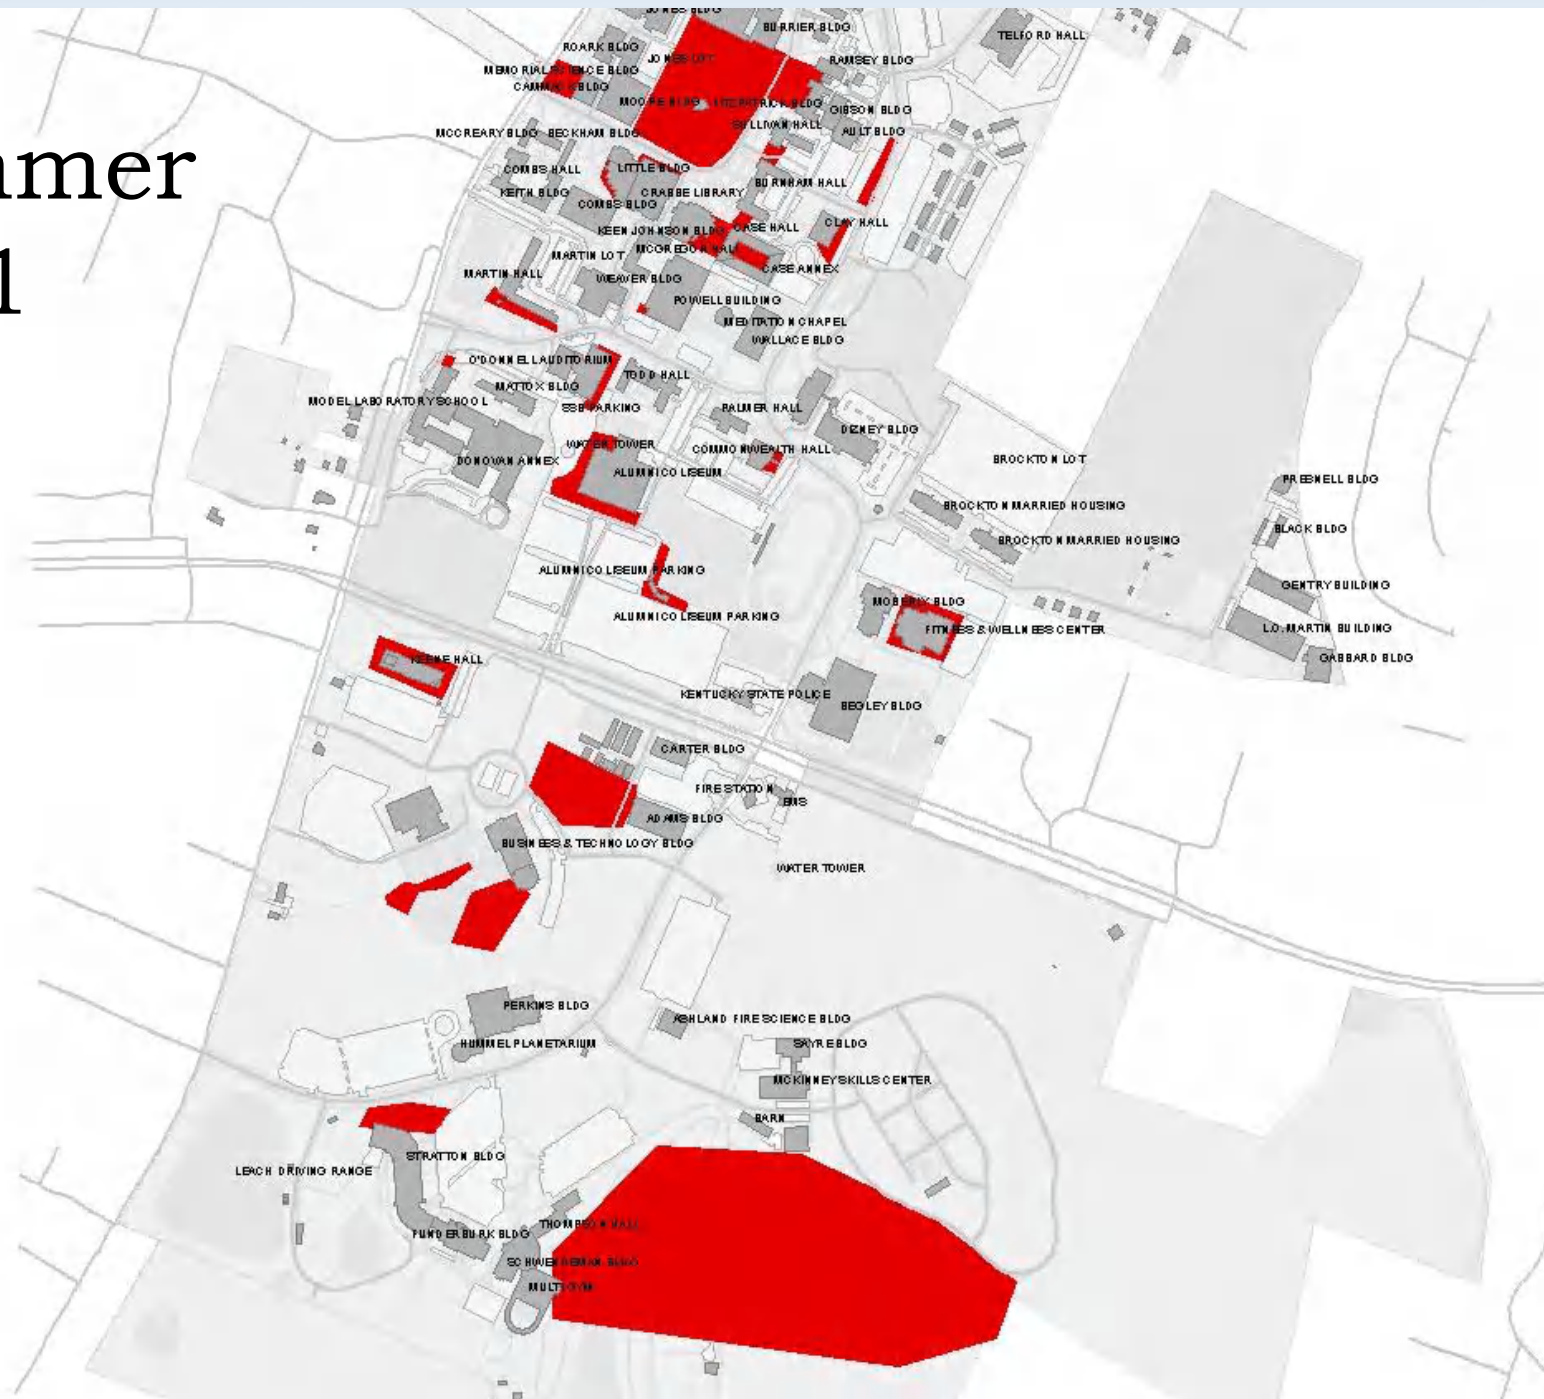 JONES BLDG
BURRIER BLDG
TELFORD HALL
ROARK BLDG
JONES LOT
RAMSEY BLDG
MEMORIAL SCIENCE BLDG
CAMMACK BLDG
MOORE BLDG
FITZPATRICK BLDG
GIBSON BLDG
SULLIVAN HALL
AULT BLDG
MCCREARY BLDG
BECKHAM BLDG
COMBS HALL
LITTLE BLDG
KEITH BLDG
CRABBE LIBRARY
BURNHAM HALL
COMBS BLDG
KEEN JOHNSON BLDG
CASE HALL
CLAY HALL
MARTIN LOT
MCGREGOR HALL
MARTIN HALL
WEAVER BLDG
CASE ANNEX
POWELL BUILDING
MEDITATION CHAPEL
WALLACE BLDG
O'DONNELL AUDITORIUM
TODD HALL
MATTOX BLDG
MODEL LABORATORY SCHOOL
SSB PARKING
PALMER HALL
DIZNEY BLDG
WATER TOWER
COMMONWEALTH HALL
DONOVAN ANNEX
ALUMNI COLISEUM
BROCKTON LOT
PRESNELL BLDG
BROCKTON MARRIED HOUSING
BLACK BLDG
BROCKTON MARRIED HOUSING
ALUMNI COLISEUM PARKING
GENTRY BUILDING
MOBERLY BLDG
ALUMNI COLISEUM PARKING
FITNESS & WELLNESS CENTER
L.O. MARTIN BUILDING
KEENE HALL
GABBARD BLDG
KENTUCKY STATE POLICE
BEGLEY BLDG
CARTER BLDG
FIRE STATION
EMS
ADAMS BLDG
BUSINESS & TECHNOLOGY BLDG
WATER TOWER
PERKINS BLDG
ASHLAND FIRE SCIENCE BLDG
HUMMEL PLANETARIUM
SAYRE BLDG
MCKINNEY SKILLS CENTER
BARN
STRATTON BLDG
LEACH DRIVING RANGE
THOMPSON HALL
FUNDERBURK BLDG
SCHWENDEMAN BLDG
MULTI GYM